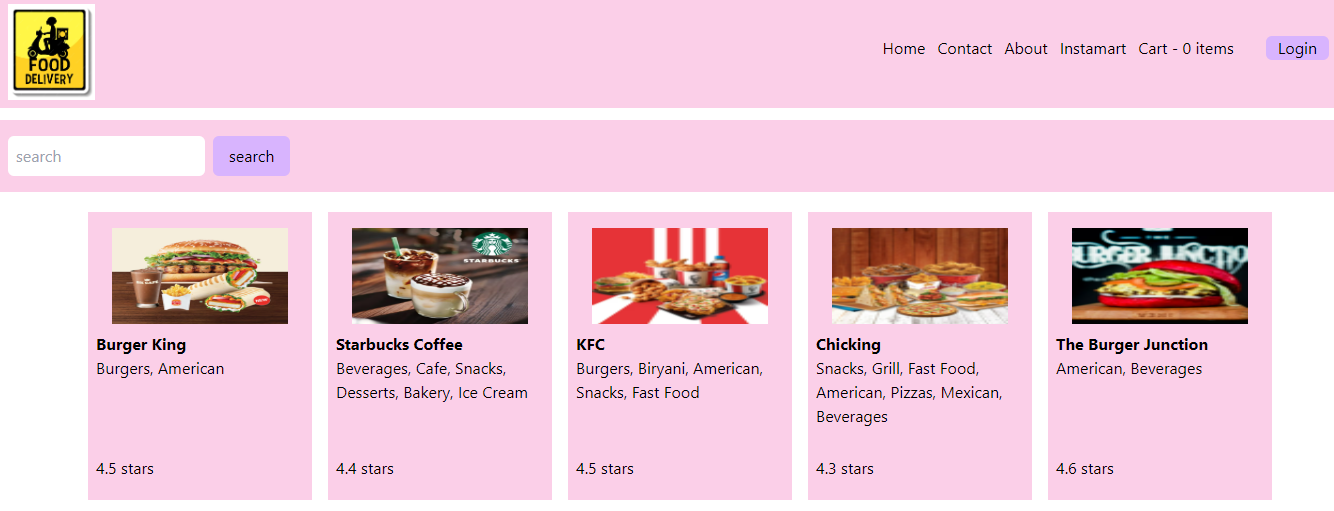 FOOD
DELIVERY
Home Contact About Instamart Cart - 0 items Login
search search
STARBUCKS
THE
BURGER JUNCTIO
Burger King
Burgers, American
4.5 stars
Starbucks Coffee
Beverages, Cafe, Snacks,
Desserts, Bakery, Ice Cream
4.4 stars
KFC
Burgers, Biryani, American,
Snacks, Fast Food
4.5 stars
Chicking
Snacks, Grill, Fast Food,
American, Pizzas, Mexican,
Beverages
4.3 stars
The Burger Junction
American, Beverages
4.6 stars